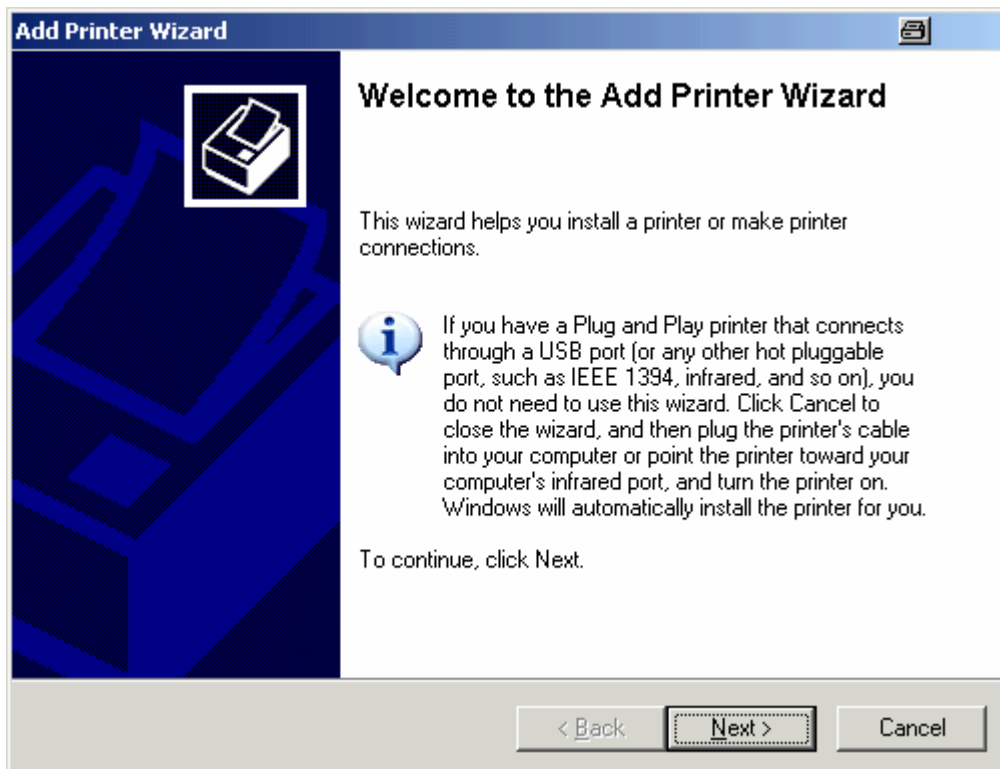 Add Printer Wizard
Welcome to the Add Printer Wizard
This wizard helps you install a printer or make printer
connections.
If you have a Plug and Play printer that connects
through a USB port (or any other hot pluggable
port, such as IEEE 1394, infrared, and so on), you
do not need to use this wizard. Click Cancel to
close the wizard, and then plug the printer's cable
into your computer or point the printer toward your
computer's infrared port, and turn the printer on.
Windows will automatically install the printer for you.
To continue, click Next.
< Back
Next >
Cancel